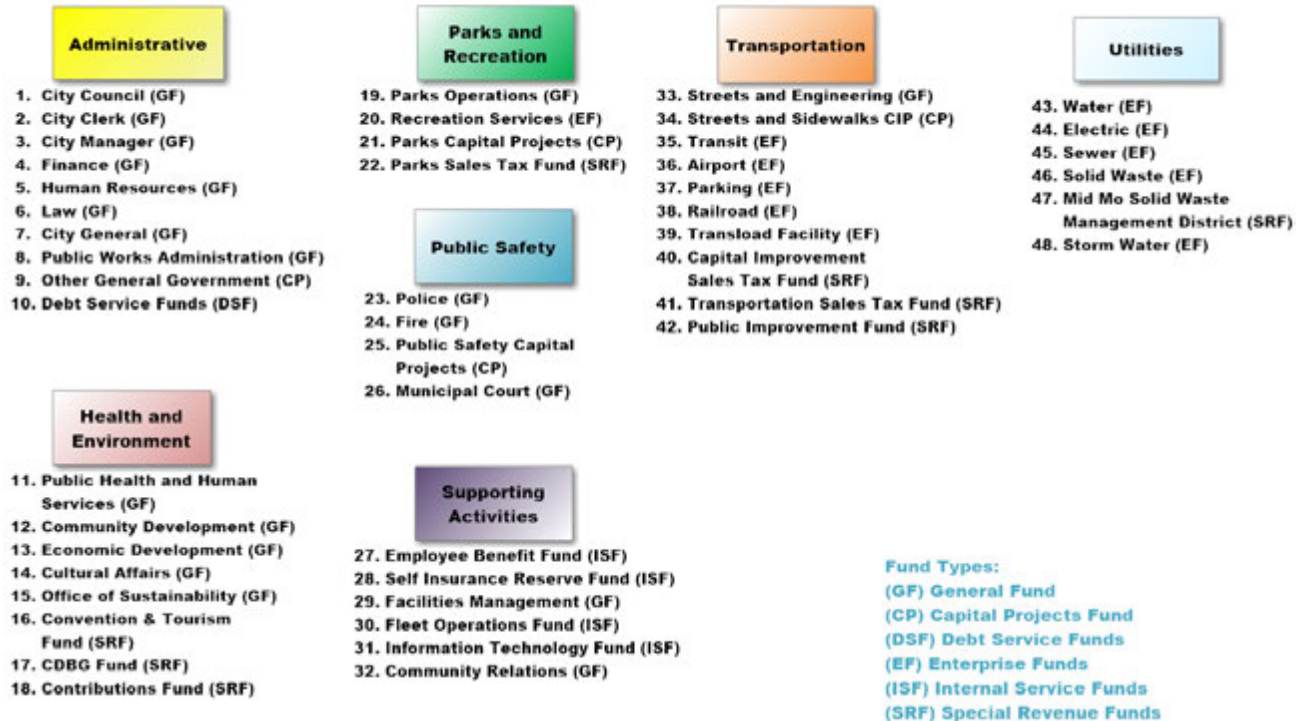 Administrative
1. City Council (GF)
2. City Clerk (GF)
3. City Manager (GF)
4. Finance (GF)
5. Human Resources (GF)
6. Law (GF)
7. City General (GF)
8. Public Works Administration (GF)
9. Other General Government (CP)
10. Debt Service Funds (DSF)
Health and
Environment
11. Public Health and Human
Services (GF)
12. Community Development (GF)
13. Economic Development (GF)
14. Cultural Affairs (GF)
15. Office of Sustainability (GF)
16. Convention & Tourism
Fund (SRF)
17. CDBG Fund (SRF)
18. Contributions Fund (SRF)
Parks and
Recreation
19. Parks Operations (GF)
20. Recreation Services (EF)
21. Parks Capital Projects (CP)
22. Parks Sales Tax Fund (SRF)
Public Safety
23. Police (GF)
24. Fire (GF)
25. Public Safety Capital
Projects (CP)
26. Municipal Court (GF)
Supporting
Activities
27. Employee Benefit Fund (ISF)
28. Self Insurance Reserve Fund (ISF)
29. Facilities Management (GF)
30. Fleet Operations Fund (ISF)
31. Information Technology Fund (ISF)
32. Community Relations (GF)
Transportation
33. Streets and Engineering (GF)
34. Streets and Sidewalks CIP (CP)
35. Transit (EF)
36. Airport (EF)
37. Parking (EF)
38. Railroad (EF)
39. Transload Facility (EF)
40. Capital Improvement
Sales Tax Fund (SRF)
41. Transportation Sales Tax Fund (SRF)
42. Public Improvement Fund (SRF)
Utilities
43. Water (EF)
44. Electric (EF)
45. Sewer (EF)
46. Solid Waste (EF)
47. Mid Mo Solid Waste
Management District (SRF)
48. Storm Water (EF)
Fund Types:
(GF) General Fund
(CP) Capital Projects Fund
(DSF) Debt Service Funds
(EF) Enterprise Funds
(ISF) Internal Service Funds
(SRF) Special Revenue Funds